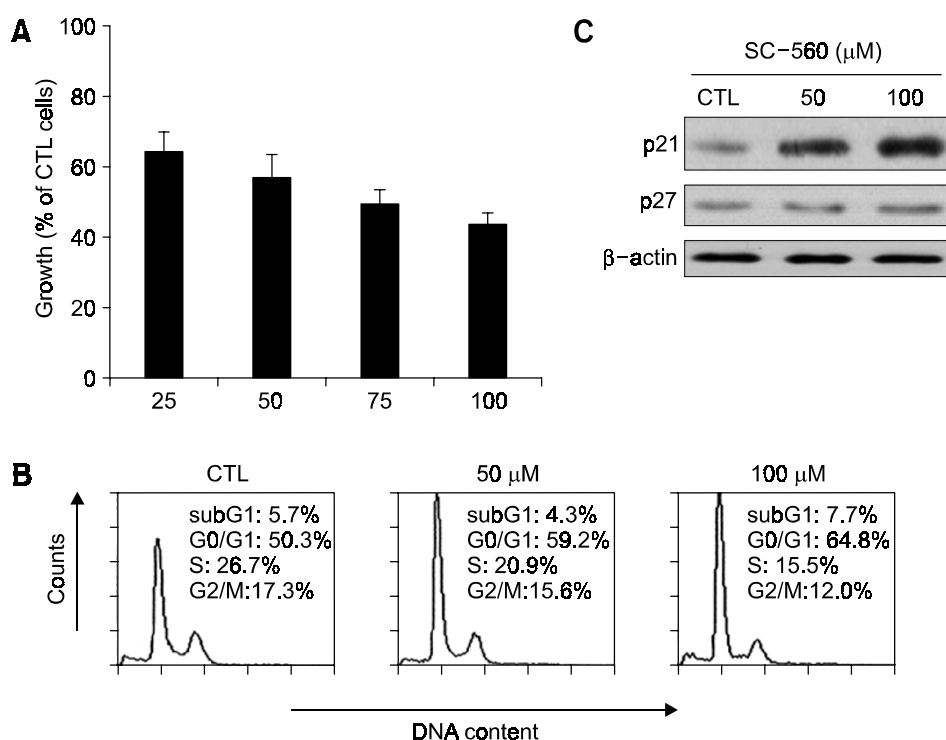 A
100
80
60
40
20
0
Growth (% of CTL cells)
25 50 75 100
C
SC−560 (μM)
CTL 50 100
p21
p27
β−actin
B
CTL
subG1: 5.7%
G0/G1: 50.3%
S: 26.7%
G2/M:17.3%
50 μM
subG1: 4.3%
G0/G1: 59.2%
S: 20.9%
G2/M:15.6%
100 μM
subG1: 7.7%
G0/G1: 64.8%
S: 15.5%
G2/M:12.0%
Counts
DNA content